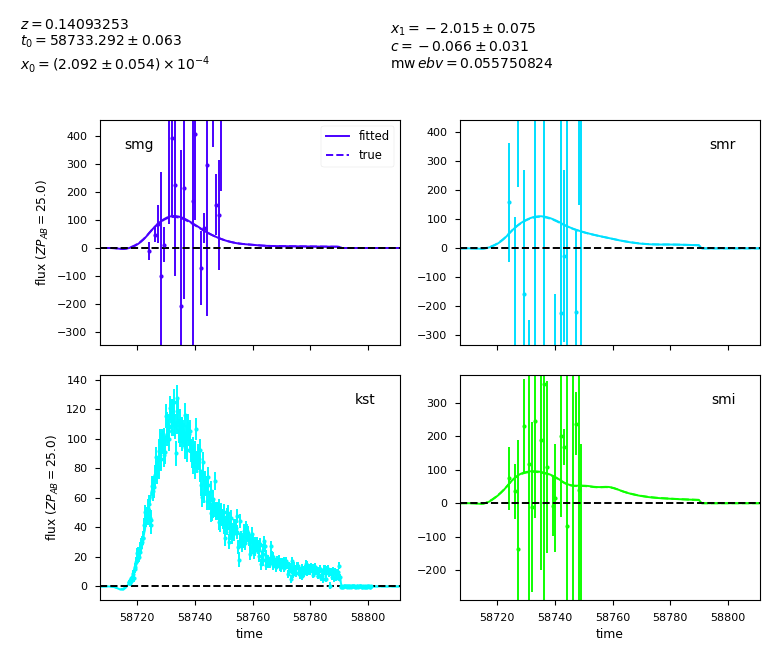 z = 0.14093253
t₀ = 58733.292 ± 0.063
x₀ = (2.092 ± 0.054) × 10⁻⁴
x₁ = −2.015 ± 0.075
c = −0.066 ± 0.031
mw ebv = 0.055750824
smg
fitted
true
400
300
200
100
0
−100
−200
−300
flux (ZP_AB = 25.0)
smr
400
300
200
100
0
−100
−200
−300
kst
140
120
100
80
60
40
20
0
flux (ZP_AB = 25.0)
58720 58740 58760 58780 58800
time
smi
300
200
100
0
−100
−200
58720 58740 58760 58780 58800
time